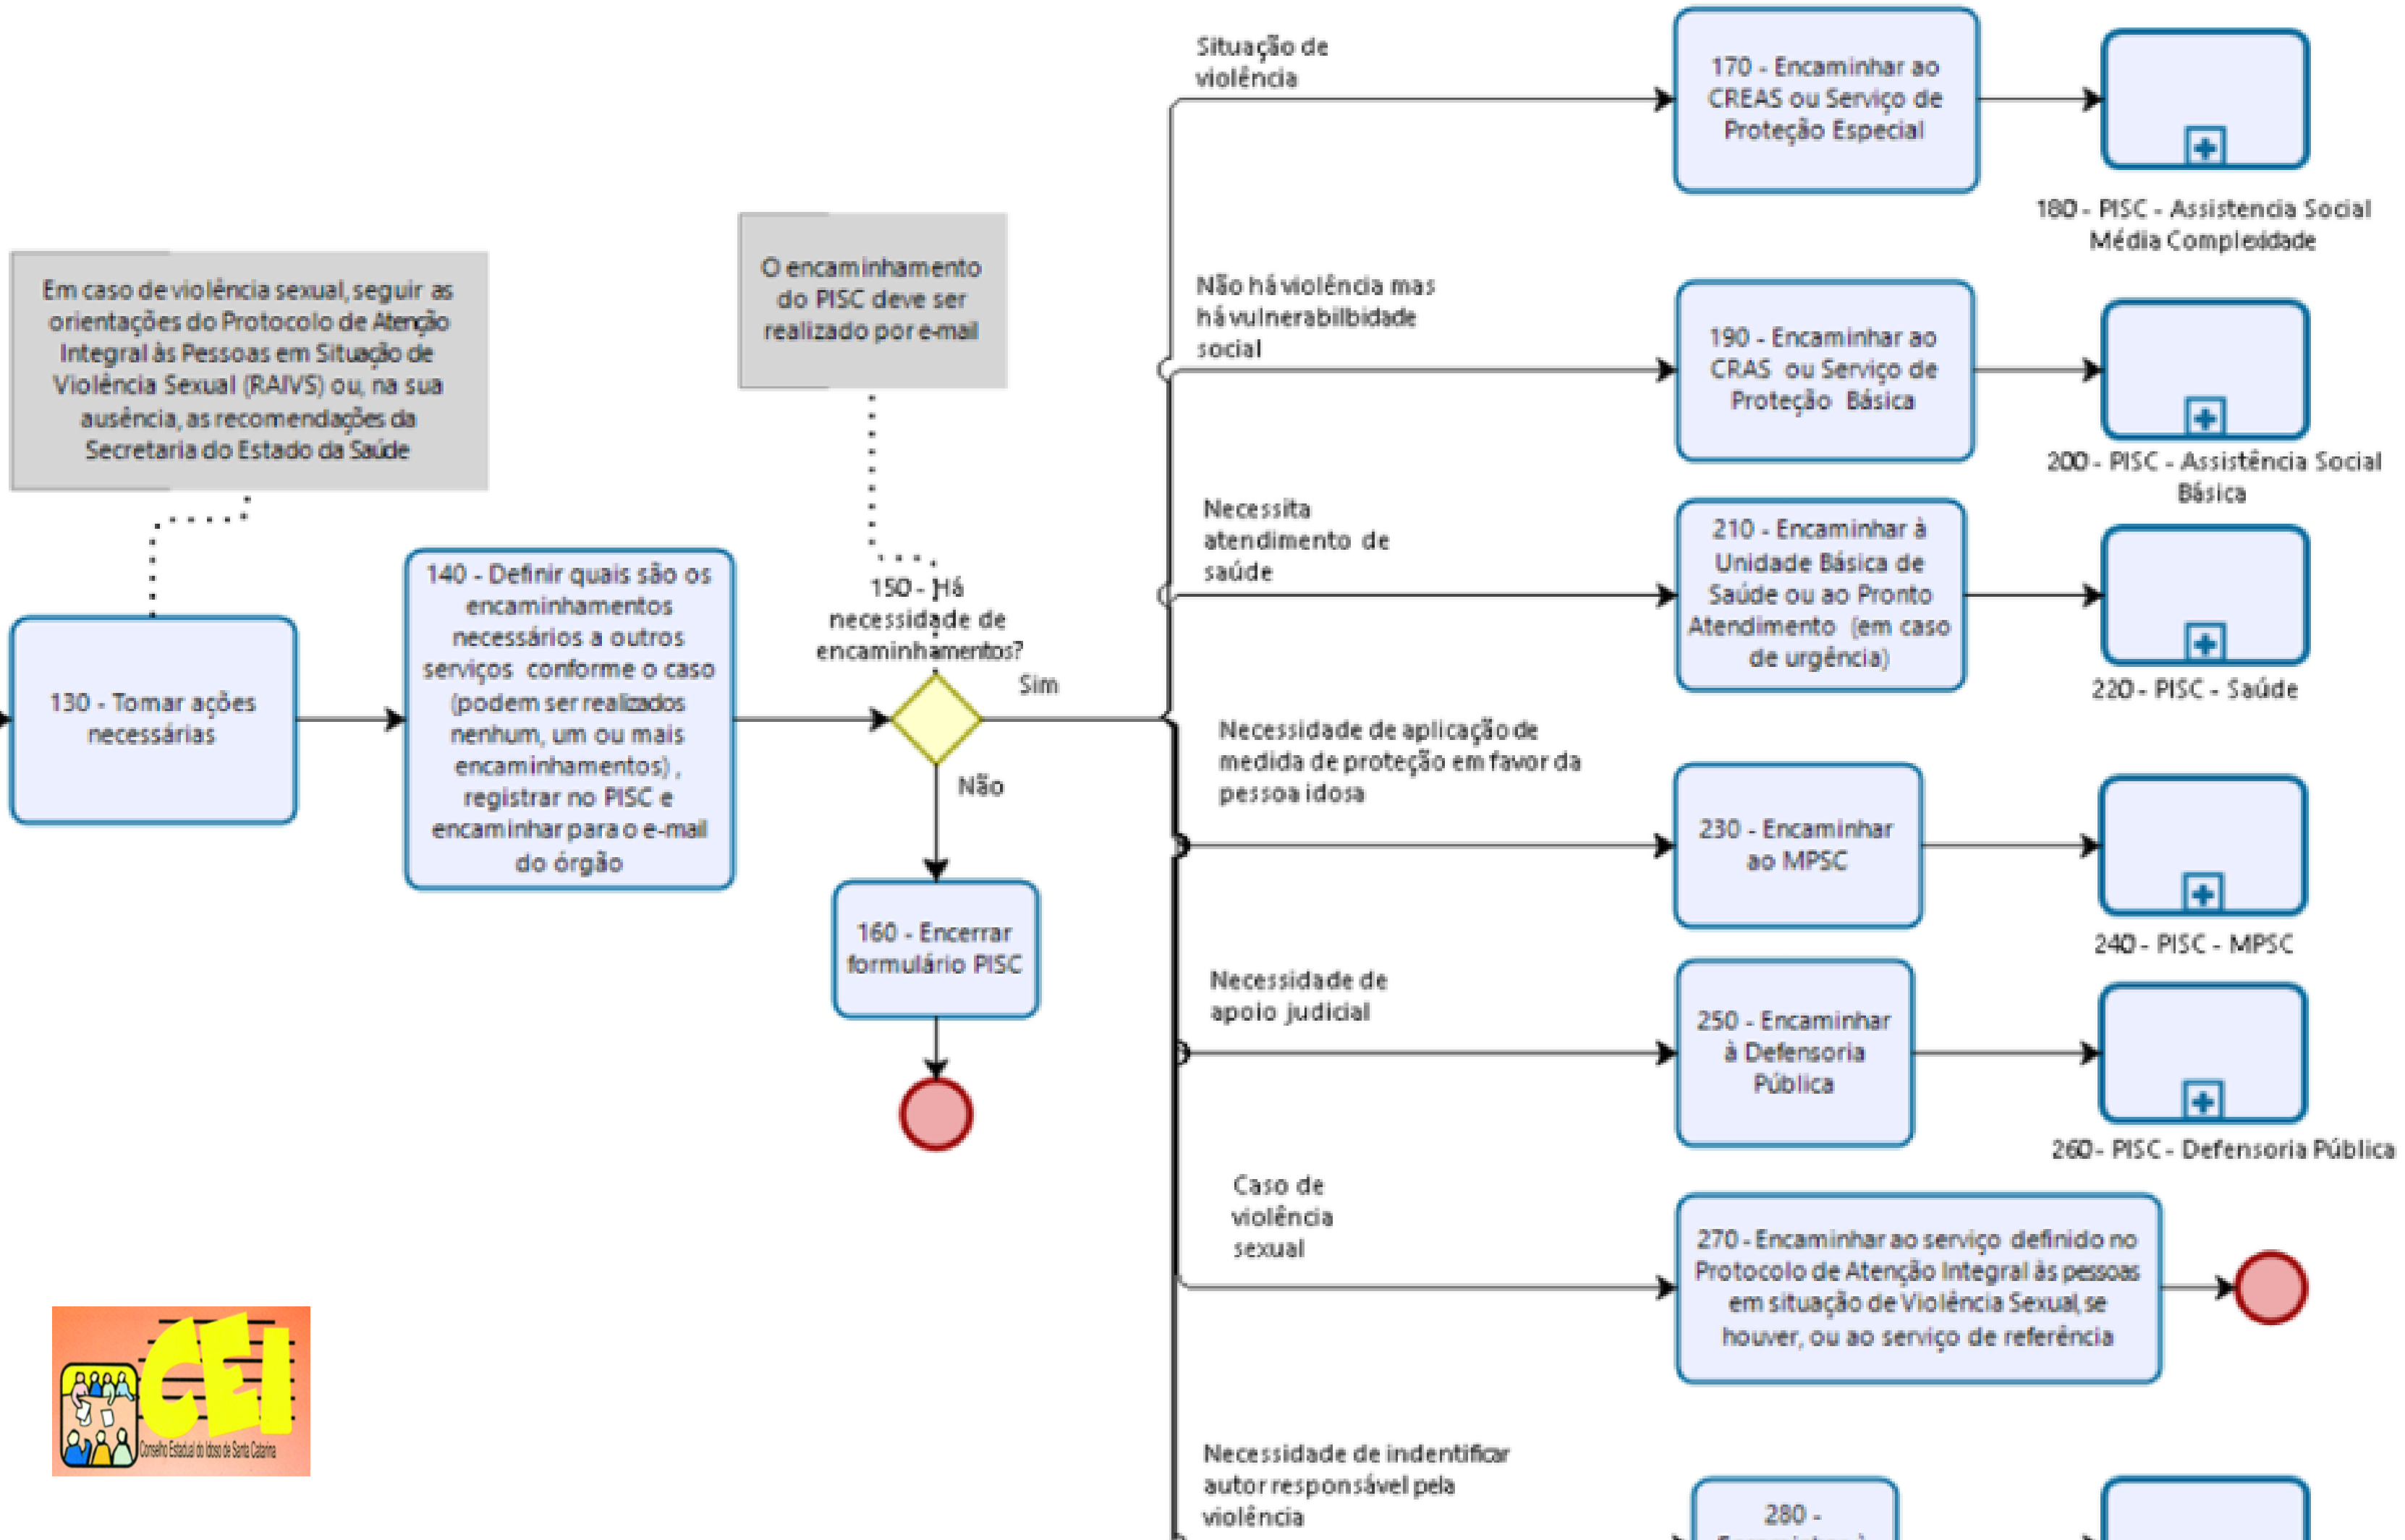 Situação de
violência
170 - Encaminhar ao
CREAS ou Serviço de
Proteção Especial
180 - PISC - Assistencia Social
Média Complexidade
Em caso de violência sexual, seguir as
orientações do Protocolo de Atenção
Integral às Pessoas em Situação de
Violência Sexual (RAIVS) ou, na sua
ausência, as recomendações da
Secretaria do Estado da Saúde
O encaminhamento
do PISC deve ser
realizado por e-mail
Não há violência mas
há vulnerabilbidade
social
190 - Encaminhar ao
CRAS ou Serviço de
Proteção Básica
200 - PISC - Assistência Social
Básica
Necessita
atendimento de
saúde
210 - Encaminhar à
Unidade Básica de
Saúde ou ao Pronto
Atendimento (em caso
de urgência)
220 - PISC - Saúde
130 - Tomar ações
necessárias
140 - Definir quais são os
encaminhamentos
necessários a outros
serviços conforme o caso
(podem ser realizados
nenhum, um ou mais
encaminhamentos) ,
registrar no PISC e
encaminhar para o e-mail
do órgão
150 - Há
necessidade de
encaminhamentos?
Sim
Não
160 - Encerrar
formulário PISC
Necessidade de aplicação de
medida de proteção em favor da
pessoa idosa
230 - Encaminhar
ao MPSC
240 - PISC - MPSC
Necessidade de
apoio judicial
250 - Encaminhar
à Defensoria
Pública
260 - PISC - Defensoria Pública
Caso de
violência
sexual
270 - Encaminhar ao serviço definido no
Protocolo de Atenção Integral às pessoas
em situação de Violência Sexual, se
houver, ou ao serviço de referência
CEI
Conselho Estadual do Idoso de Santa Catarina
Necessidade de indentificar
autor responsável pela
violência
280 -